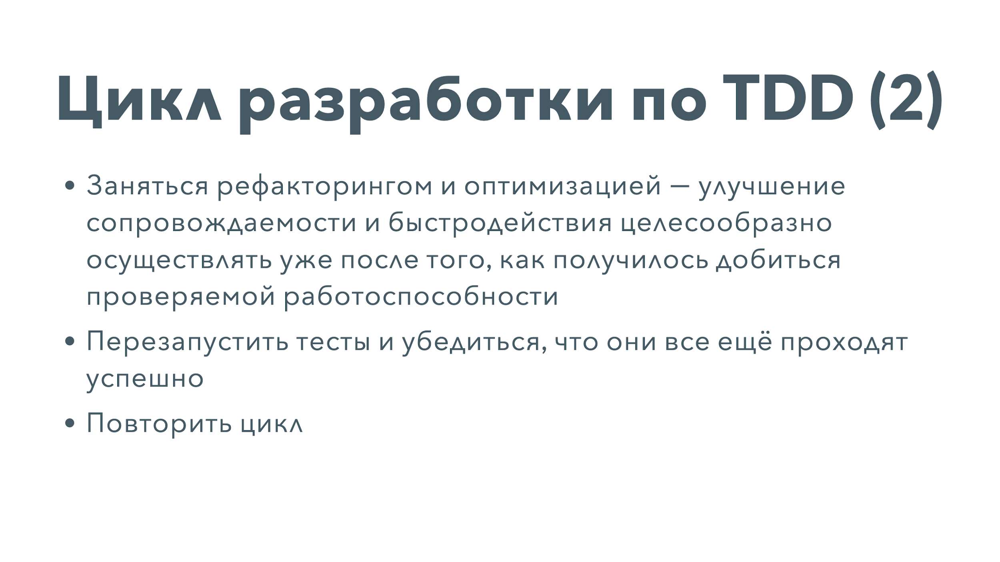 Цикл разработки по TDD (2)
• Заняться рефакторингом и оптимизацией — улучшение
сопровождаемости и быстродействия целесообразно
осуществлять уже после того, как получилось добиться
проверяемой работоспособности
• Перезапустить тесты и убедиться, что они все ещё проходят
успешно
• Повторить цикл